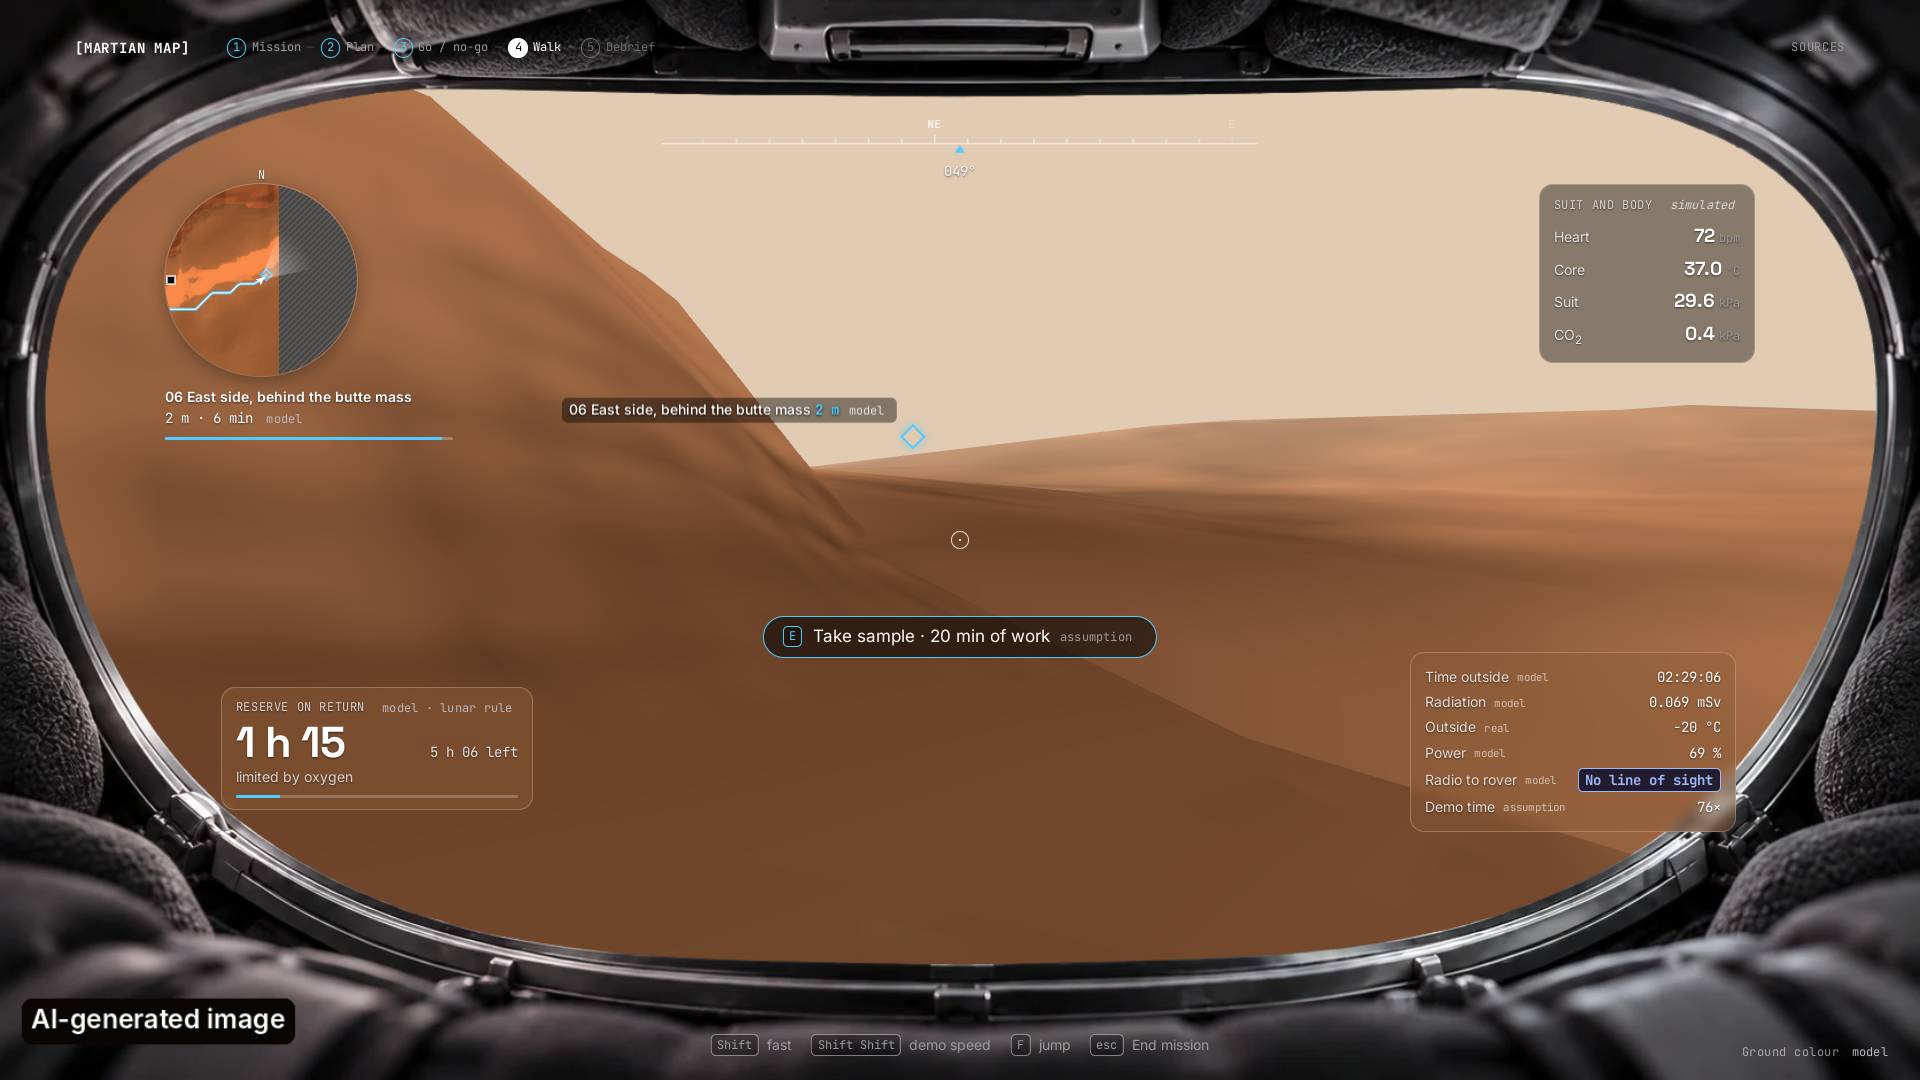 [MARTIAN MAP] 1 Mission 2 Plan 3 Go / no-go 4 Walk 5 Debrief SOURCES
NE E
049°
N
SUIT AND BODY simulated
Heart 72 bpm
Core 37.0 °C
Suit 29.6 kPa
CO2 0.4 kPa
06 East side, behind the butte mass
2 m · 6 min model
06 East side, behind the butte mass 2 m model
E Take sample · 20 min of work assumption
RESERVE ON RETURN model · lunar rule
1 h 15 5 h 06 left
limited by oxygen
Time outside model 02:29:06
Radiation model 0.069 mSv
Outside real -20 °C
Power model 69 %
Radio to rover model No line of sight
Demo time assumption 76×
AI-generated image
Shift fast Shift Shift demo speed F jump esc End mission
Ground colour model